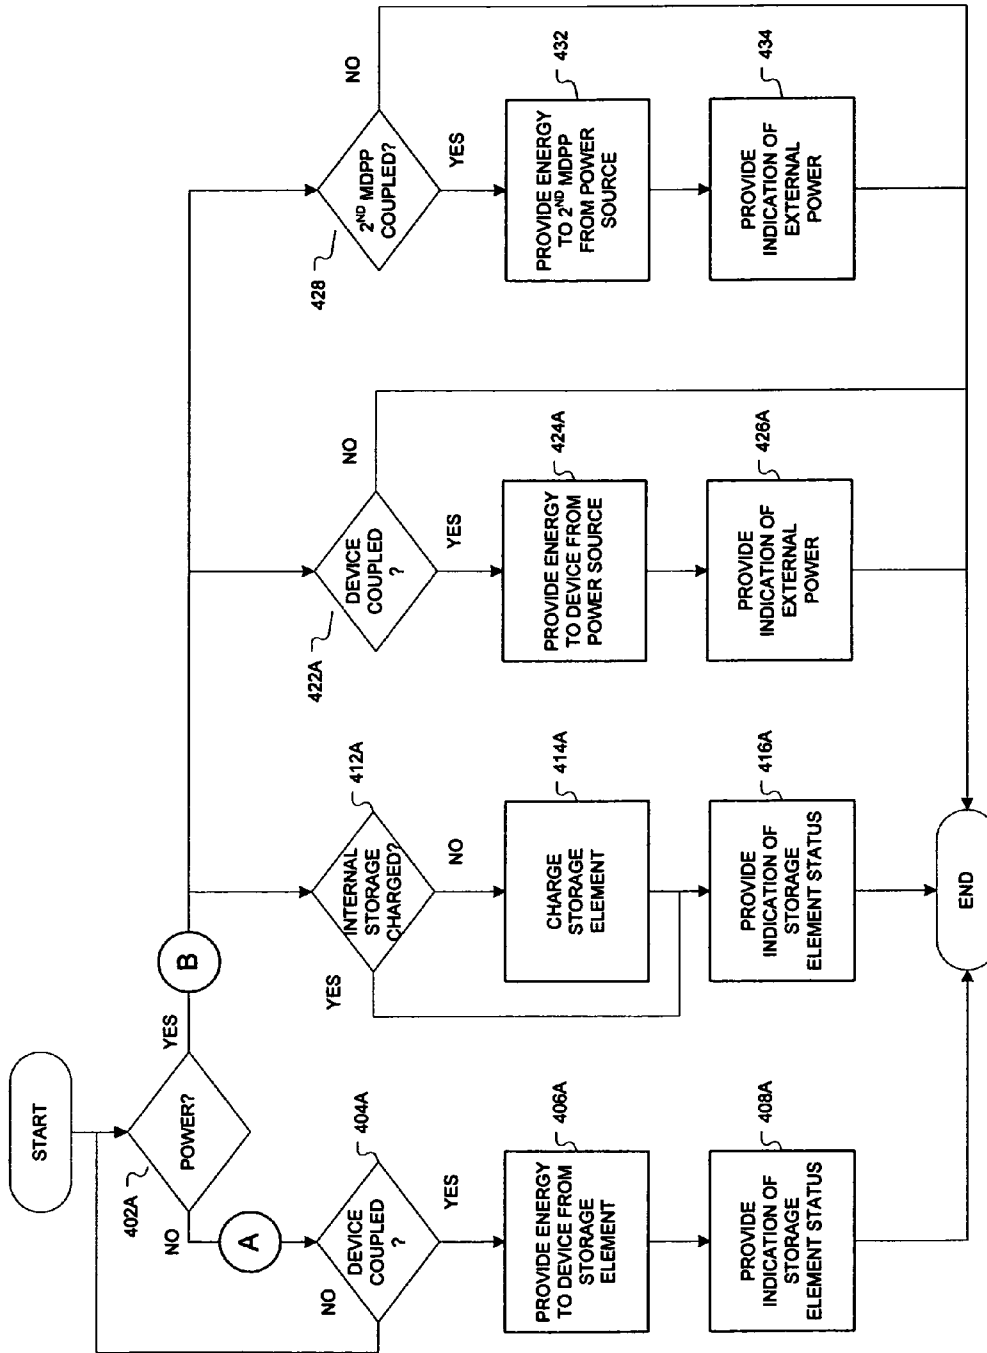 START
POWER?
402A
NO
YES
A
B
DEVICE
COUPLED
?
404A
NO
YES
PROVIDE ENERGY
TO DEVICE FROM
STORAGE
ELEMENT
406A
PROVIDE
INDICATION OF
STORAGE
ELEMENT STATUS
408A
INTERNAL
STORAGE
CHARGED?
412A
YES
NO
CHARGE
STORAGE
ELEMENT
414A
PROVIDE
INDICATION OF
STORAGE
ELEMENT STATUS
416A
DEVICE
COUPLED
?
422A
NO
YES
PROVIDE ENERGY
TO DEVICE FROM
POWER SOURCE
424A
PROVIDE
INDICATION OF
EXTERNAL
POWER
426A
2ND MDPP
COUPLED?
428
NO
YES
PROVIDE ENERGY
TO 2ND MDPP
FROM POWER
SOURCE
432
PROVIDE
INDICATION OF
EXTERNAL
POWER
434
END